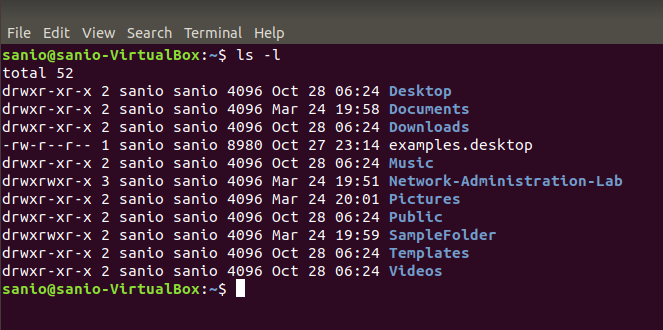 File Edit View Search Terminal Help
sanio@sanio-VirtualBox:~$ ls -l
total 52
drwxr-xr-x 2 sanio sanio 4096 Oct 28 06:24 Desktop
drwxr-xr-x 2 sanio sanio 4096 Mar 24 19:58 Documents
drwxr-xr-x 2 sanio sanio 4096 Oct 28 06:24 Downloads
-rw-r--r-- 1 sanio sanio 8980 Oct 27 23:14 examples.desktop
drwxr-xr-x 2 sanio sanio 4096 Oct 28 06:24 Music
drwxrwxr-x 3 sanio sanio 4096 Mar 24 19:51 Network-Administration-Lab
drwxr-xr-x 2 sanio sanio 4096 Mar 24 20:01 Pictures
drwxr-xr-x 2 sanio sanio 4096 Oct 28 06:24 Public
drwxrwxr-x 2 sanio sanio 4096 Mar 24 19:59 SampleFolder
drwxr-xr-x 2 sanio sanio 4096 Oct 28 06:24 Templates
drwxr-xr-x 2 sanio sanio 4096 Oct 28 06:24 Videos
sanio@sanio-VirtualBox:~$